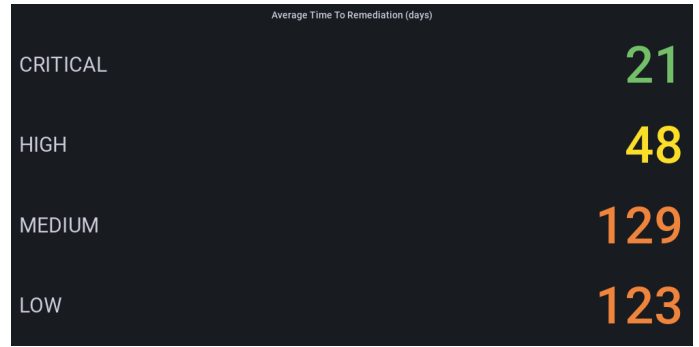 Average Time To Remediation (days)
CRITICAL 21
HIGH 48
MEDIUM 129
LOW 123